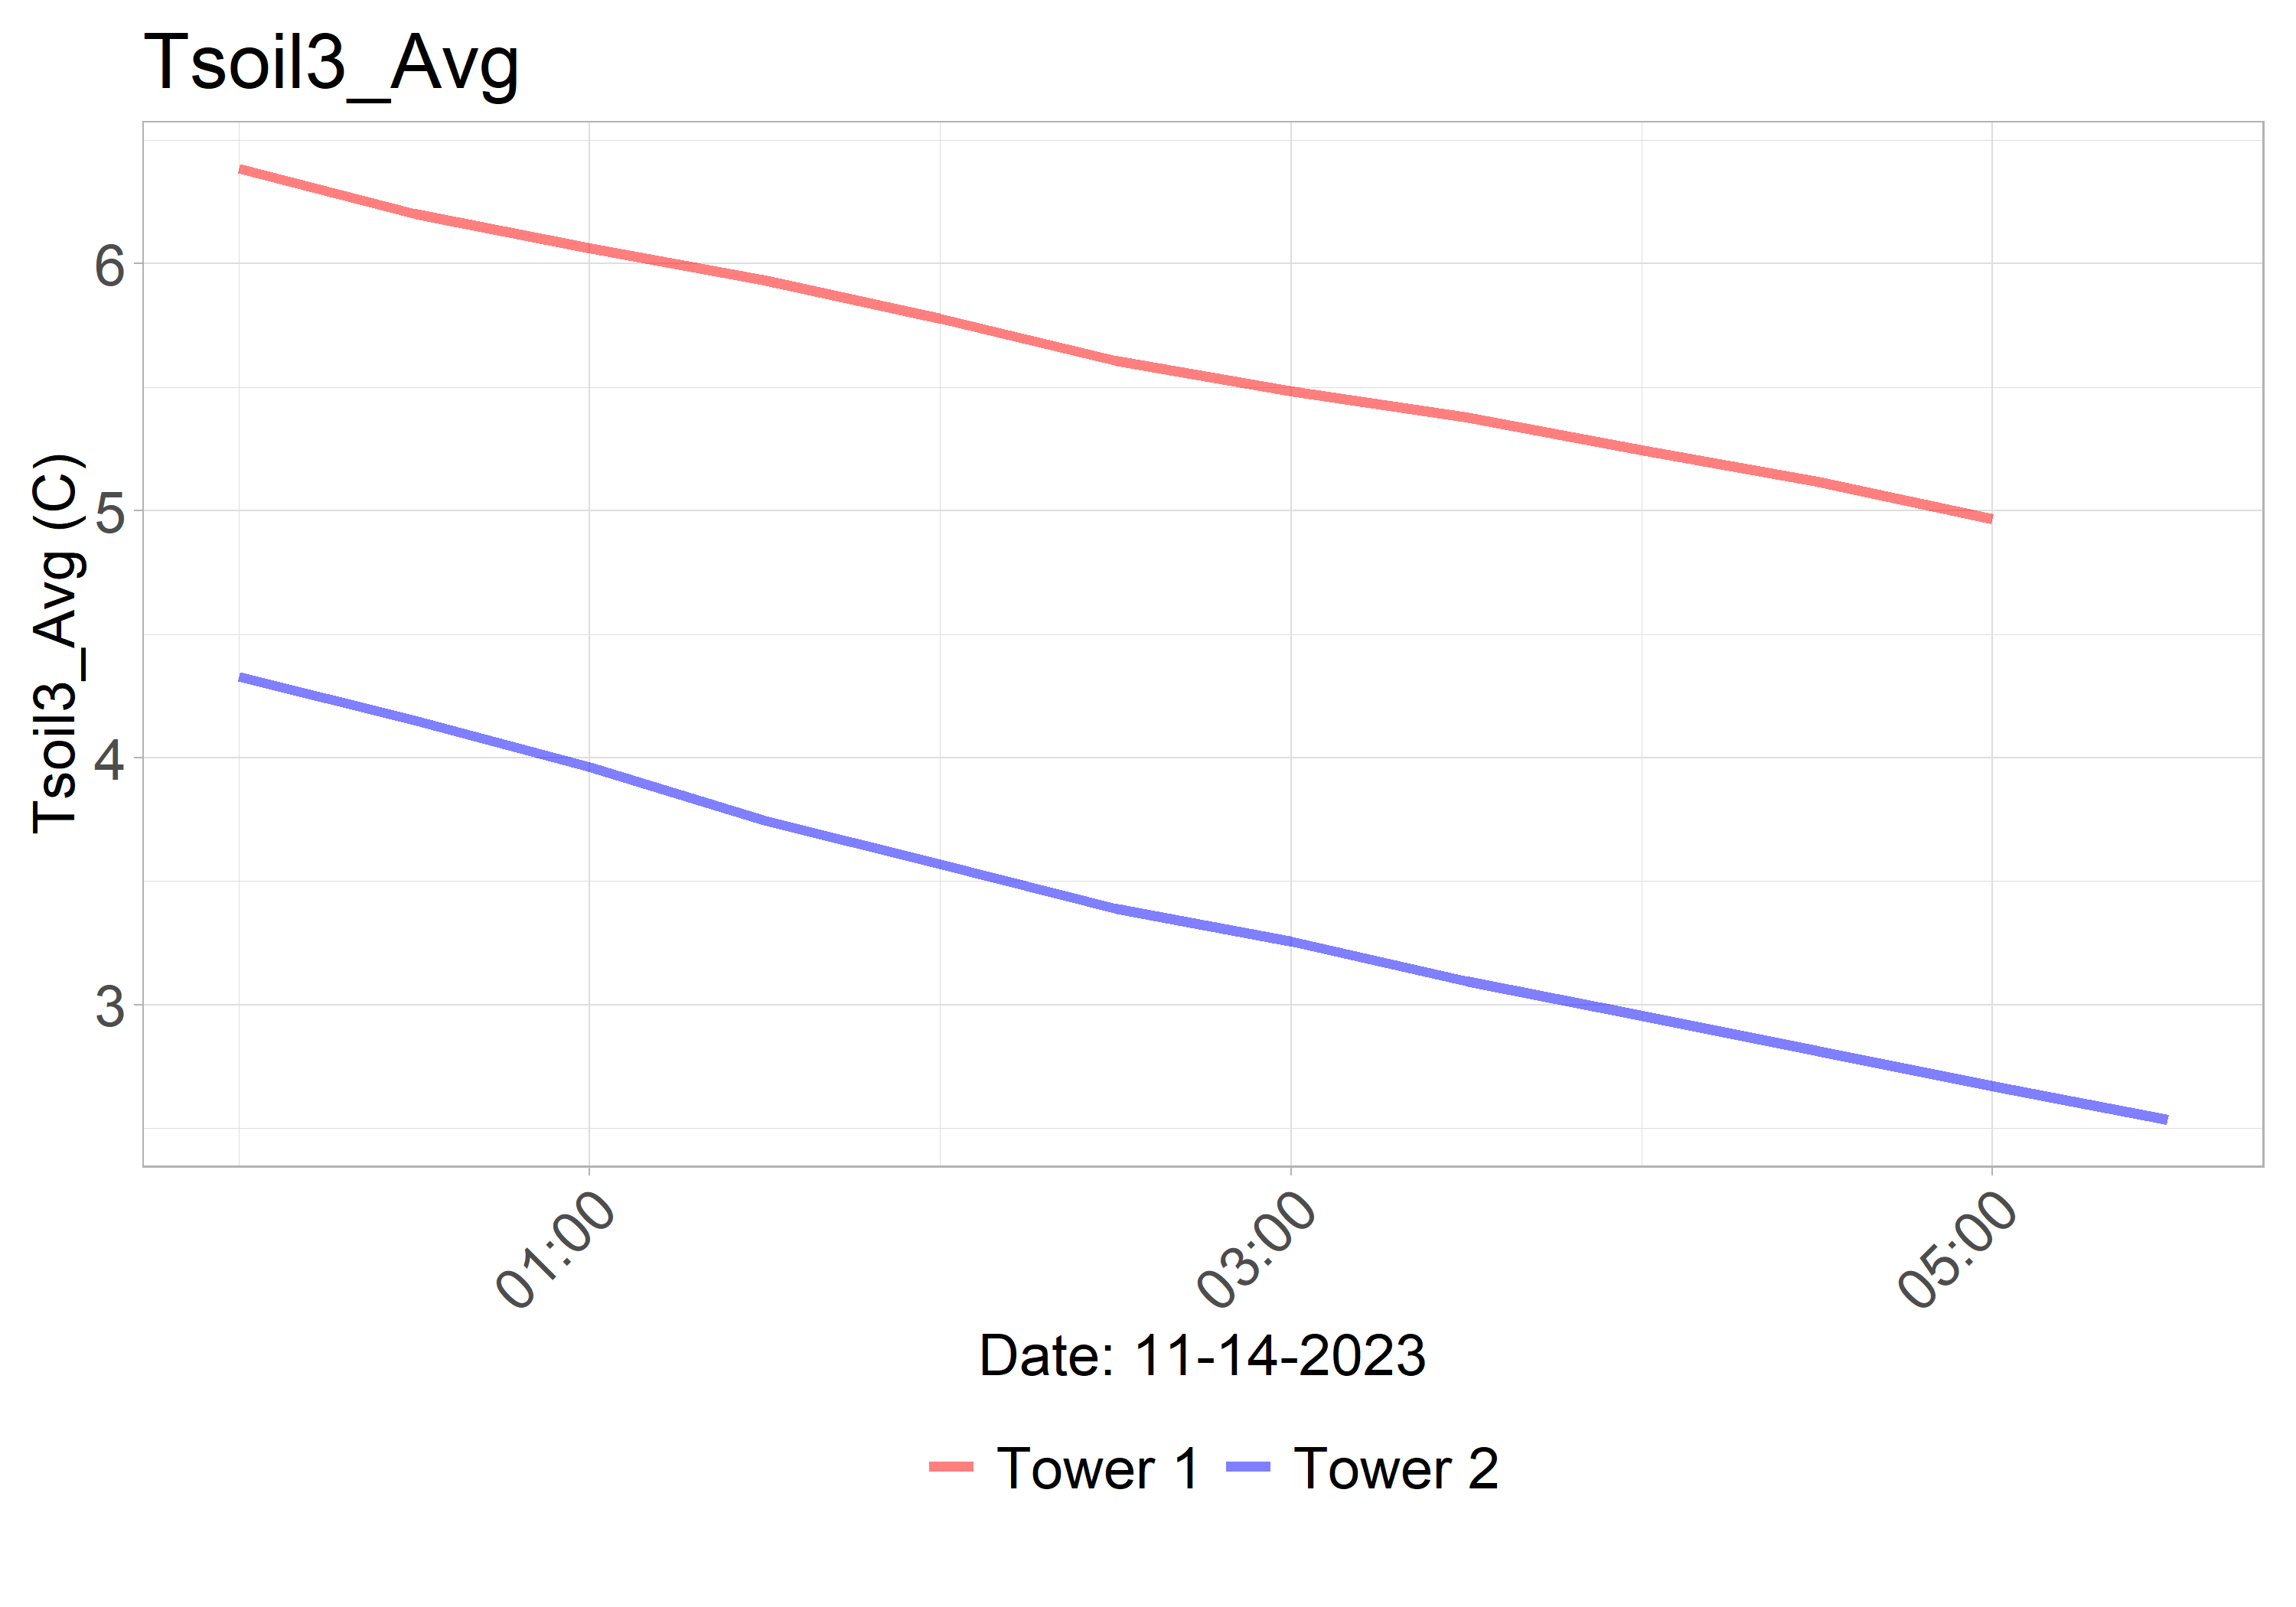 Tsoil3_Avg
Tsoil3_Avg (C)
6
5
4
3
01:00
03:00
05:00
Date: 11-14-2023
Tower 1
Tower 2